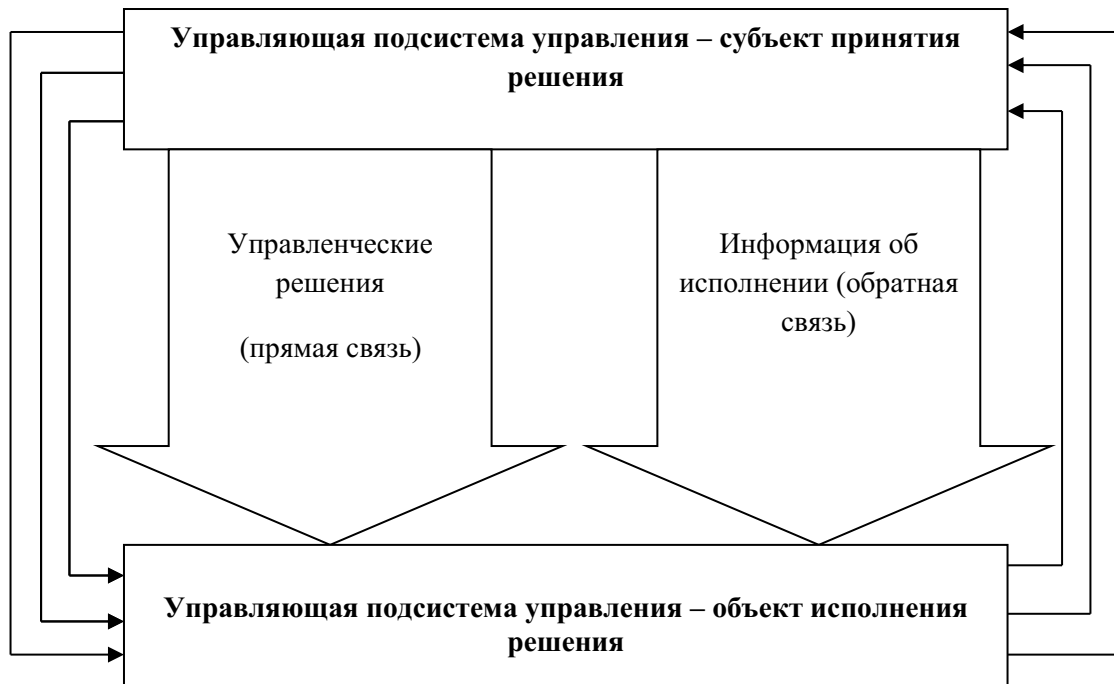 Управляющая подсистема управления – субъект принятия
решения
Управленческие
решения
(прямая связь)
Информация об
исполнении (обратная
связь)
Управляющая подсистема управления – объект исполнения
решения